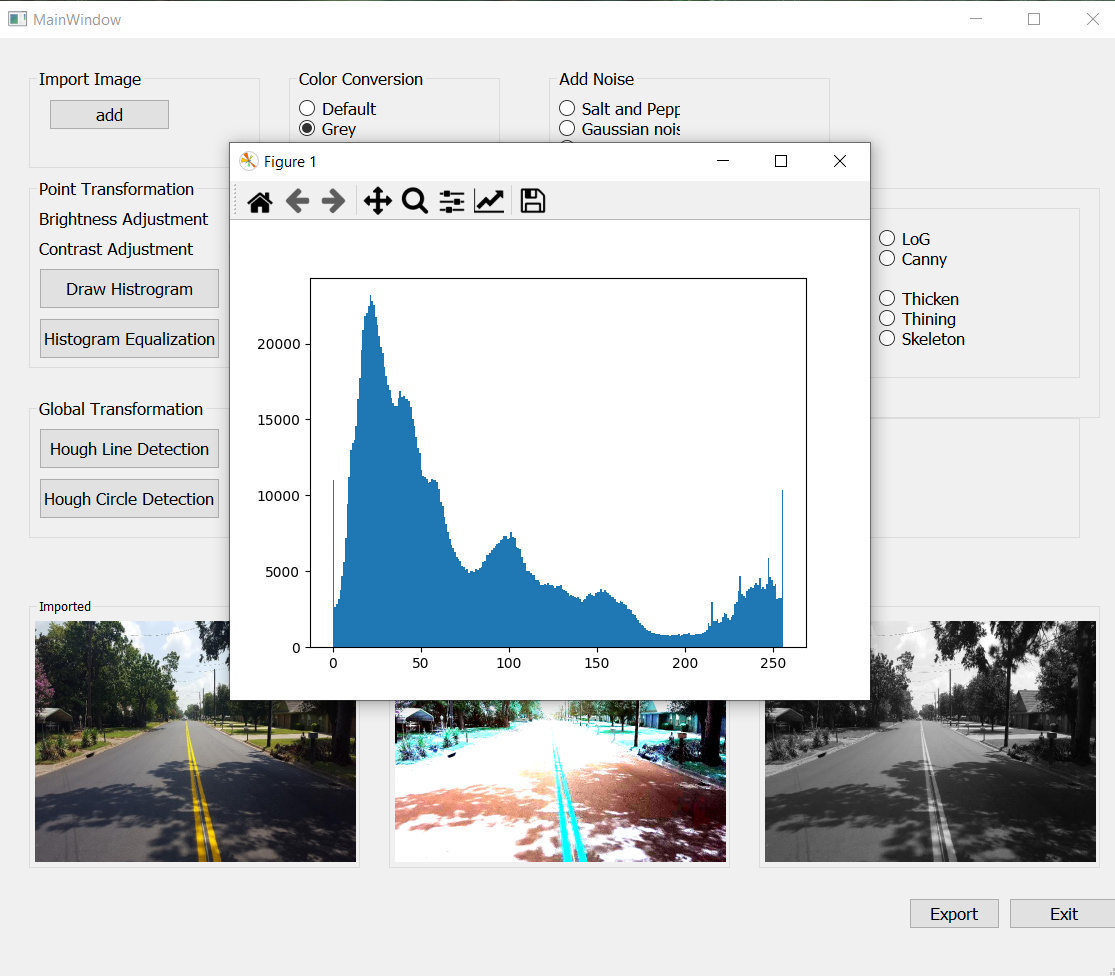 MainWindow
Import Image
add
Color Conversion
Default
Grey
Add Noise
Salt and Pepp
Gaussian nois
Figure 1
Point Transformation
Brightness Adjustment
Contrast Adjustment
Draw Histrogram
Histogram Equalization
LoG
Canny
Thicken
Thining
Skeleton
Global Transformation
Hough Line Detection
Hough Circle Detection
20000
15000
10000
5000
0
0 50 100 150 200 250
Imported
Export
Exit